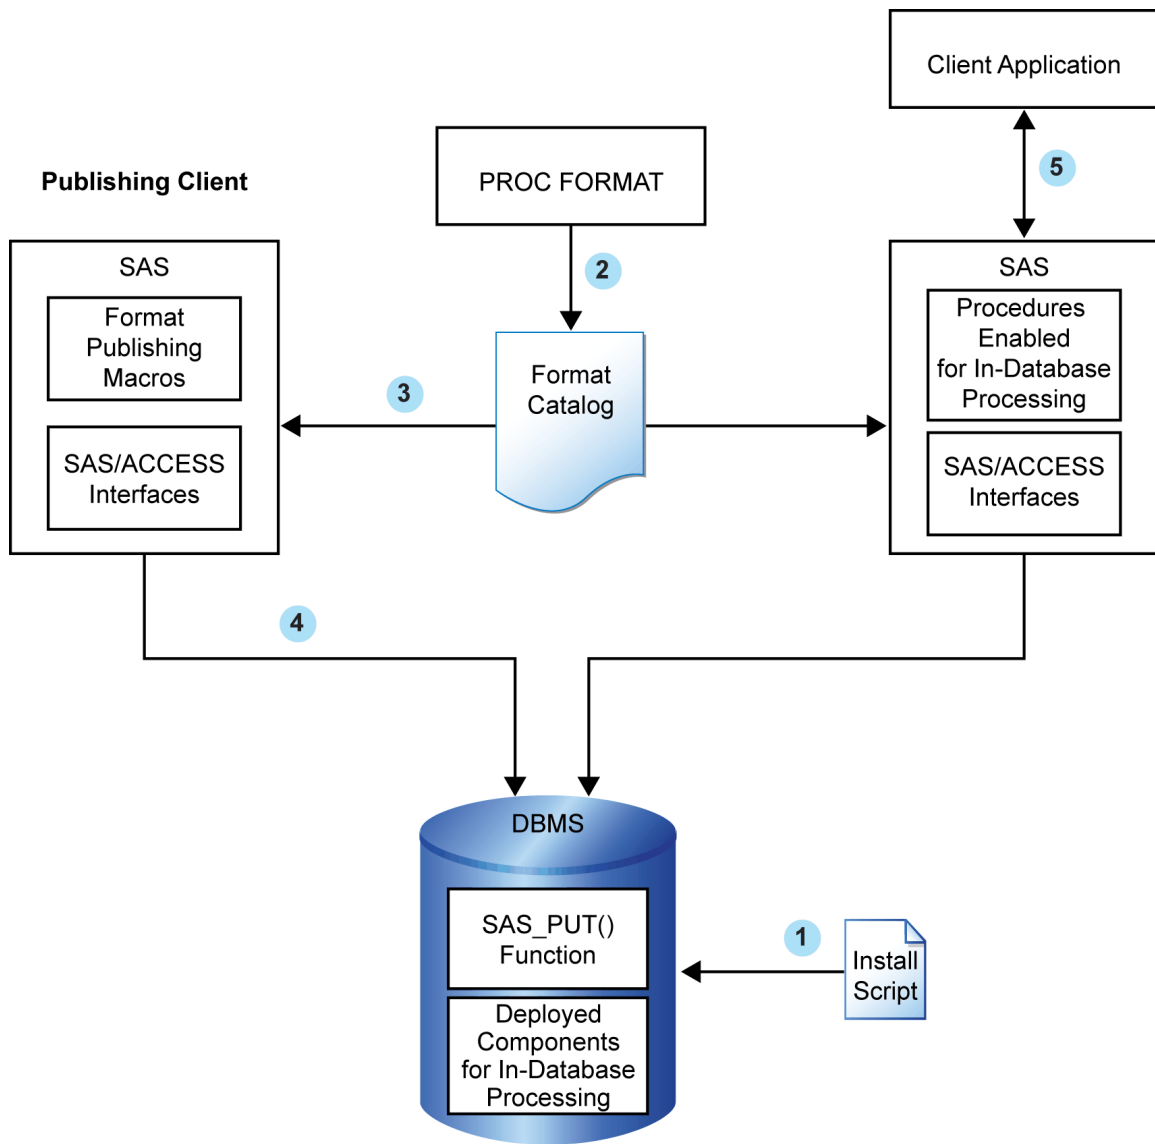 Client Application
5
PROC FORMAT
Publishing Client
2
SAS
Format
Publishing
Macros
SAS/ACCESS
Interfaces
3
Format
Catalog
SAS
Procedures
Enabled
for In-Database
Processing
SAS/ACCESS
Interfaces
4
DBMS
SAS_PUT()
Function
Deployed
Components
for In-Database
Processing
1
Install
Script